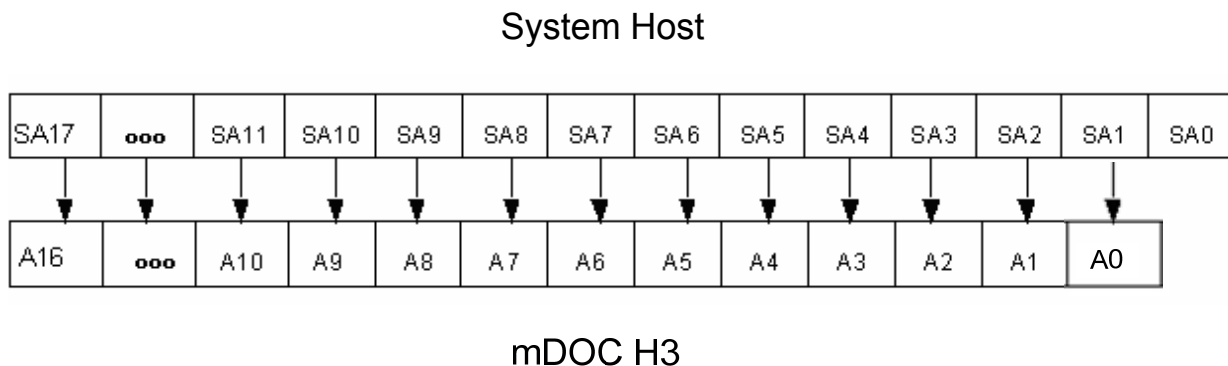 System Host
SA17 ooo SA11 SA10 SA9 SA8 SA7 SA6 SA5 SA4 SA3 SA2 SA1 SA0
A16 ooo A10 A9 A8 A7 A6 A5 A4 A3 A2 A1 A0
mDOC H3